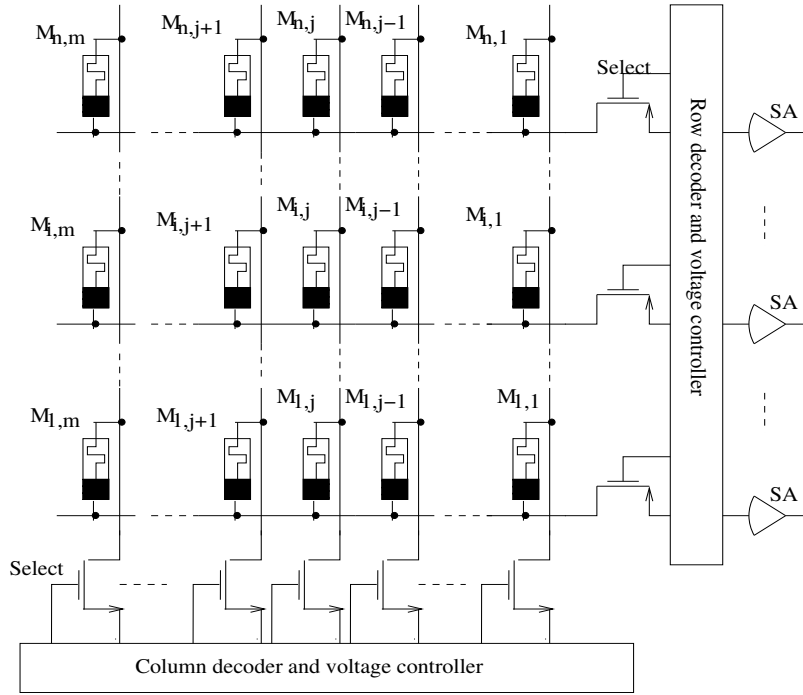 M_{n,m} M_{n,j+1} M_{n,j} M_{n,j-1} M_{n,1}
Select
SA
M_{i,m} M_{i,j+1} M_{i,j} M_{i,j-1} M_{i,1}
SA
M_{1,m} M_{1,j+1} M_{1,j} M_{1,j-1} M_{1,1}
SA
Row decoder and voltage controller
Select
Column decoder and voltage controller